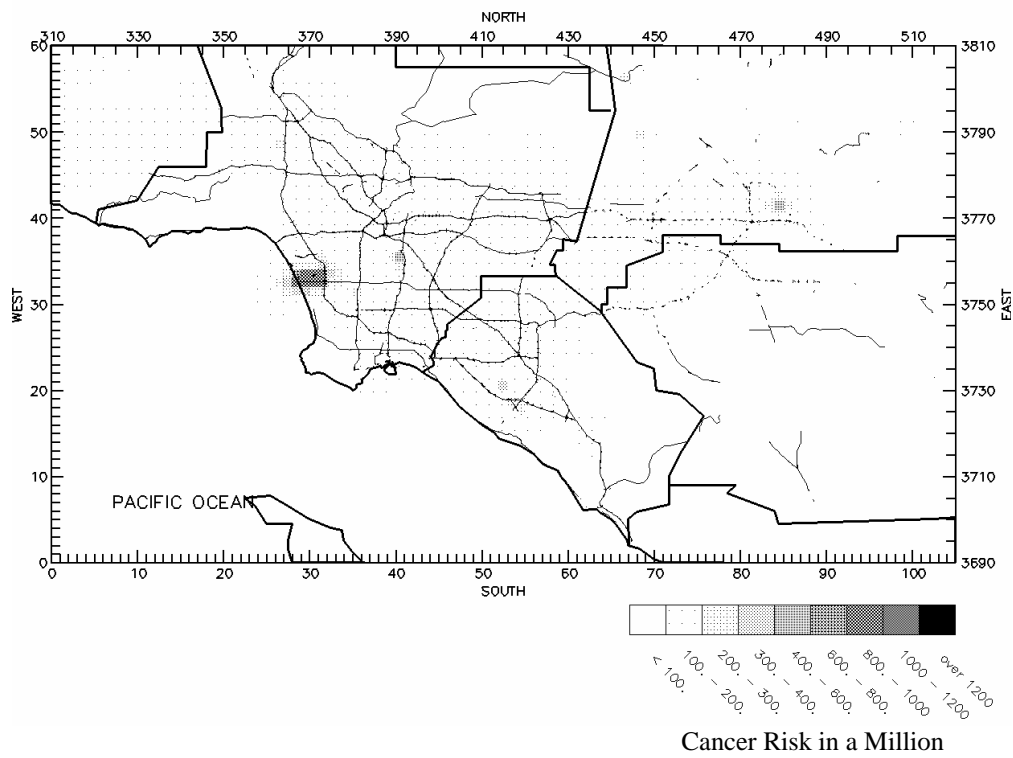 NORTH
310 330 350 370 390 410 430 450 470 490 510
60 3810
50 3790
40 3770
WEST 30 3750 EAST
20 3730
10 3710
PACIFIC OCEAN
0 3690
0 10 20 30 40 50 60 70 80 90 100
SOUTH
< 100.
100. - 200.
200. - 300.
300. - 400.
400. - 600.
600. - 800.
800. - 1000
1000 - 1200
over 1200
Cancer Risk in a Million